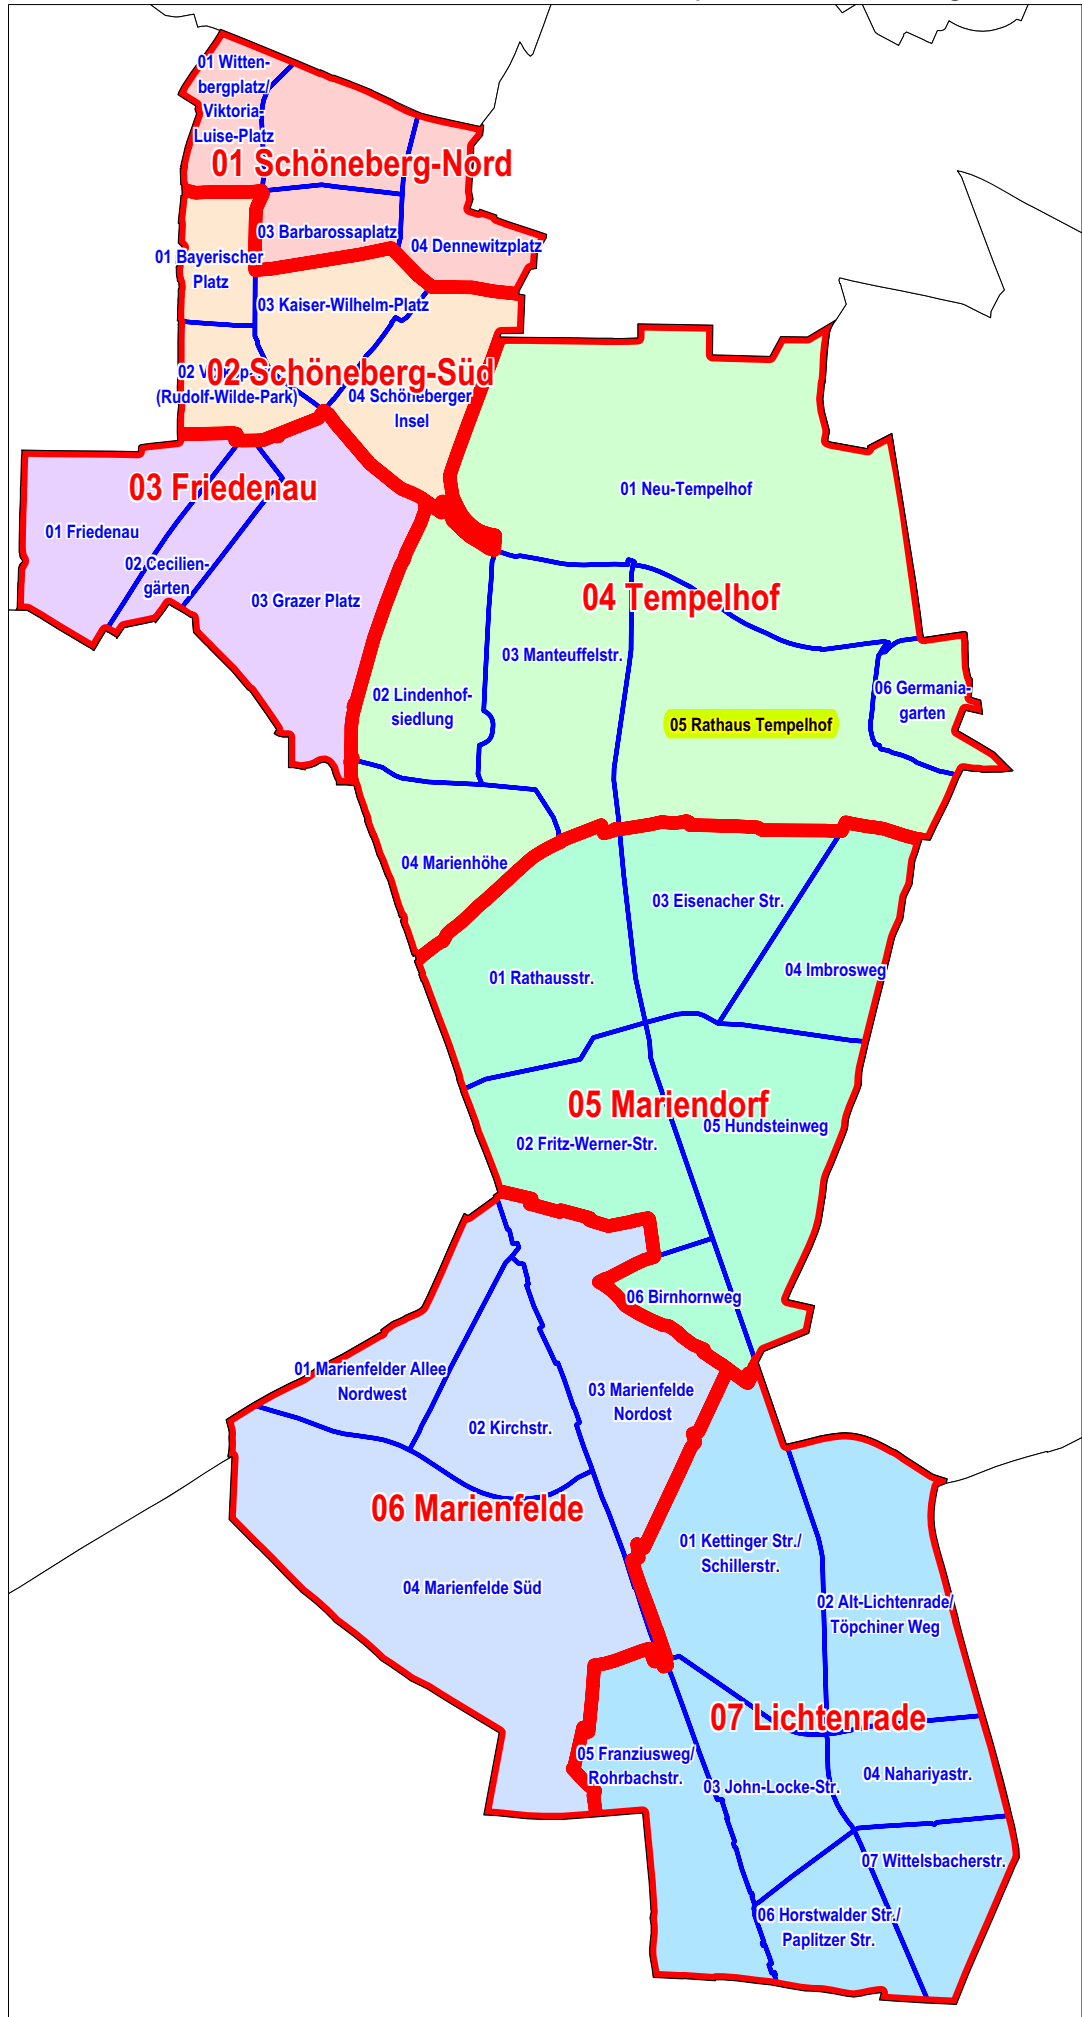 01 Witten-
bergplatz/
Viktoria-
Luise-Platz
01 Schöneberg-Nord
03 Barbarossaplatz
04 Dennewitzplatz
01 Bayerischer
Platz
03 Kaiser-Wilhelm-Platz
02 Schöneberg-Süd
02
(Rudolf-Wilde-Park)
04 Schöneberger
Insel
03 Friedenau
01 Friedenau
02 Cecilien-
gärten
03 Grazer Platz
01 Neu-Tempelhof
04 Tempelhof
03 Manteuffelstr.
02 Lindenhof-
siedlung
06 Germania-
garten
05 Rathaus Tempelhof
04 Marienhöhe
03 Eisenacher Str.
01 Rathausstr.
04 Imbrosweg
05 Mariendorf
05 Hundsteinweg
02 Fritz-Werner-Str.
06 Birnhornweg
01 Marienfelder Allee
Nordwest
03 Marienfelde
Nordost
02 Kirchstr.
06 Marienfelde
04 Marienfelde Süd
01 Kettinger Str./
Schillerstr.
02 Alt-Lichtenrade/
Töpchiner Weg
07 Lichtenrade
05 Franziusweg/
Rohrbachstr.
03 John-Locke-Str.
04 Nahariyastr.
07 Wittelsbacherstr.
06 Horstwalder Str./
Paplitzer Str.